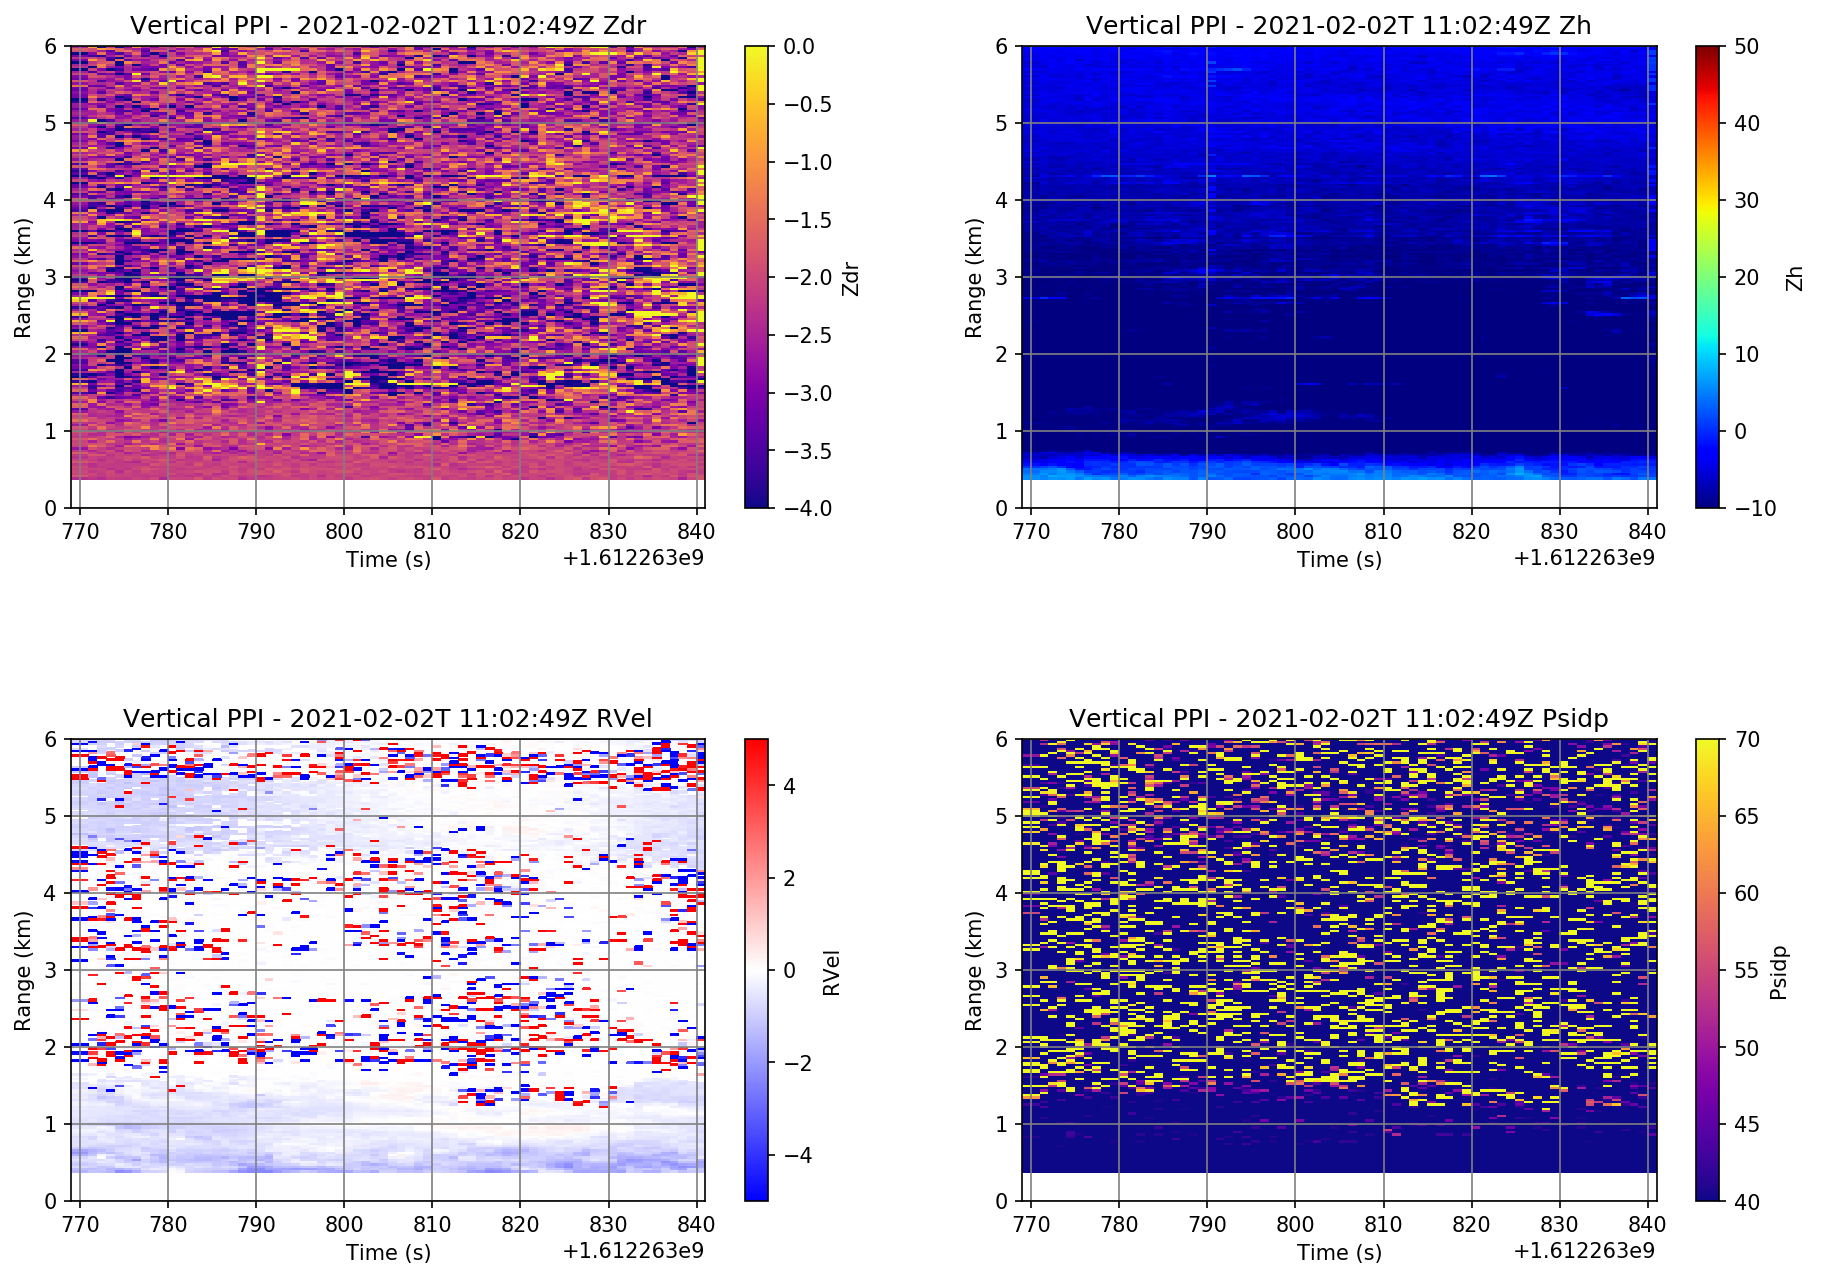 Vertical PPI - 2021-02-02T 11:02:49Z Zdr
6
5
4
3
2
1
0
Range (km)
770 780 790 800 810 820 830 840
Time (s)
+1.612263e9
0.0
−0.5
−1.0
−1.5
−2.0
−2.5
−3.0
−3.5
−4.0
Zdr
Vertical PPI - 2021-02-02T 11:02:49Z Zh
6
5
4
3
2
1
0
Range (km)
770 780 790 800 810 820 830 840
Time (s)
+1.612263e9
50
40
30
20
10
0
−10
Zh
Vertical PPI - 2021-02-02T 11:02:49Z RVel
6
5
4
3
2
1
0
Range (km)
770 780 790 800 810 820 830 840
Time (s)
+1.612263e9
4
2
0
−2
−4
RVel
Vertical PPI - 2021-02-02T 11:02:49Z Psidp
6
5
4
3
2
1
0
Range (km)
770 780 790 800 810 820 830 840
Time (s)
+1.612263e9
70
65
60
55
50
45
40
Psidp